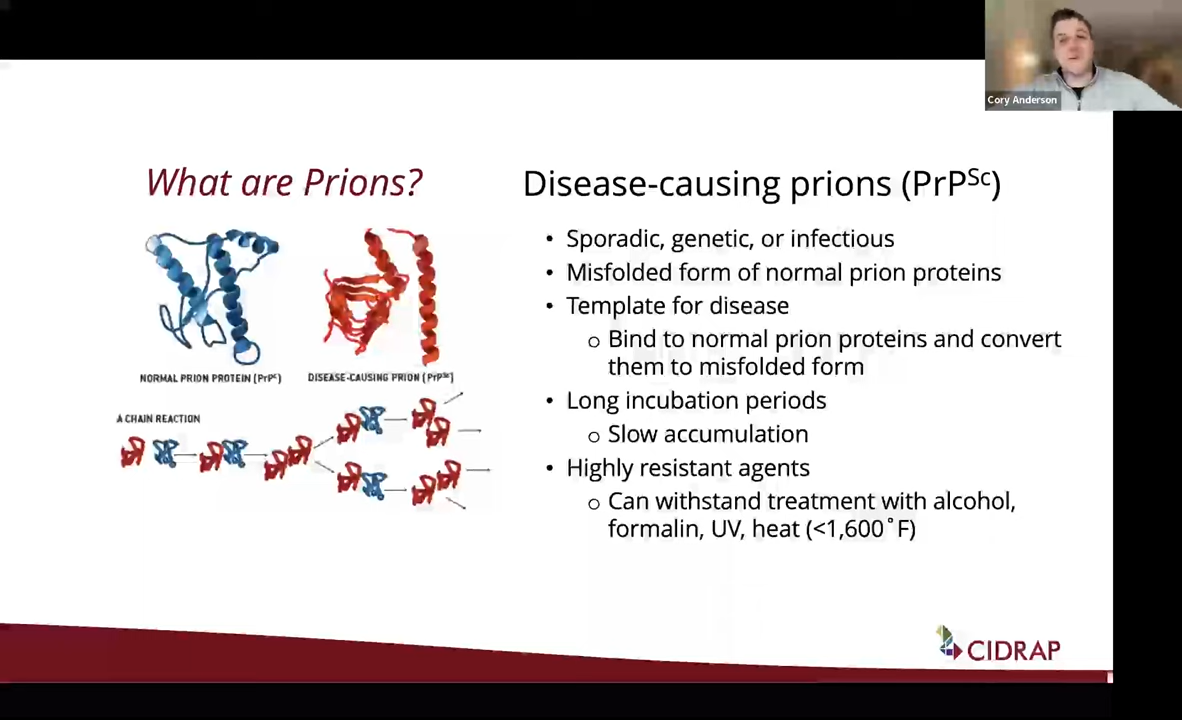 Cory Anderson
What are Prions?
NORMAL PRION PROTEIN (PrPᶜ)
DISEASE-CAUSING PRION (PrPˢᶜ)
A CHAIN REACTION
Disease-causing prions (PrPˢᶜ)
• Sporadic, genetic, or infectious
• Misfolded form of normal prion proteins
• Template for disease
o Bind to normal prion proteins and convert
them to misfolded form
• Long incubation periods
o Slow accumulation
• Highly resistant agents
o Can withstand treatment with alcohol,
formalin, UV, heat (<1,600˚F)
CIDRAP